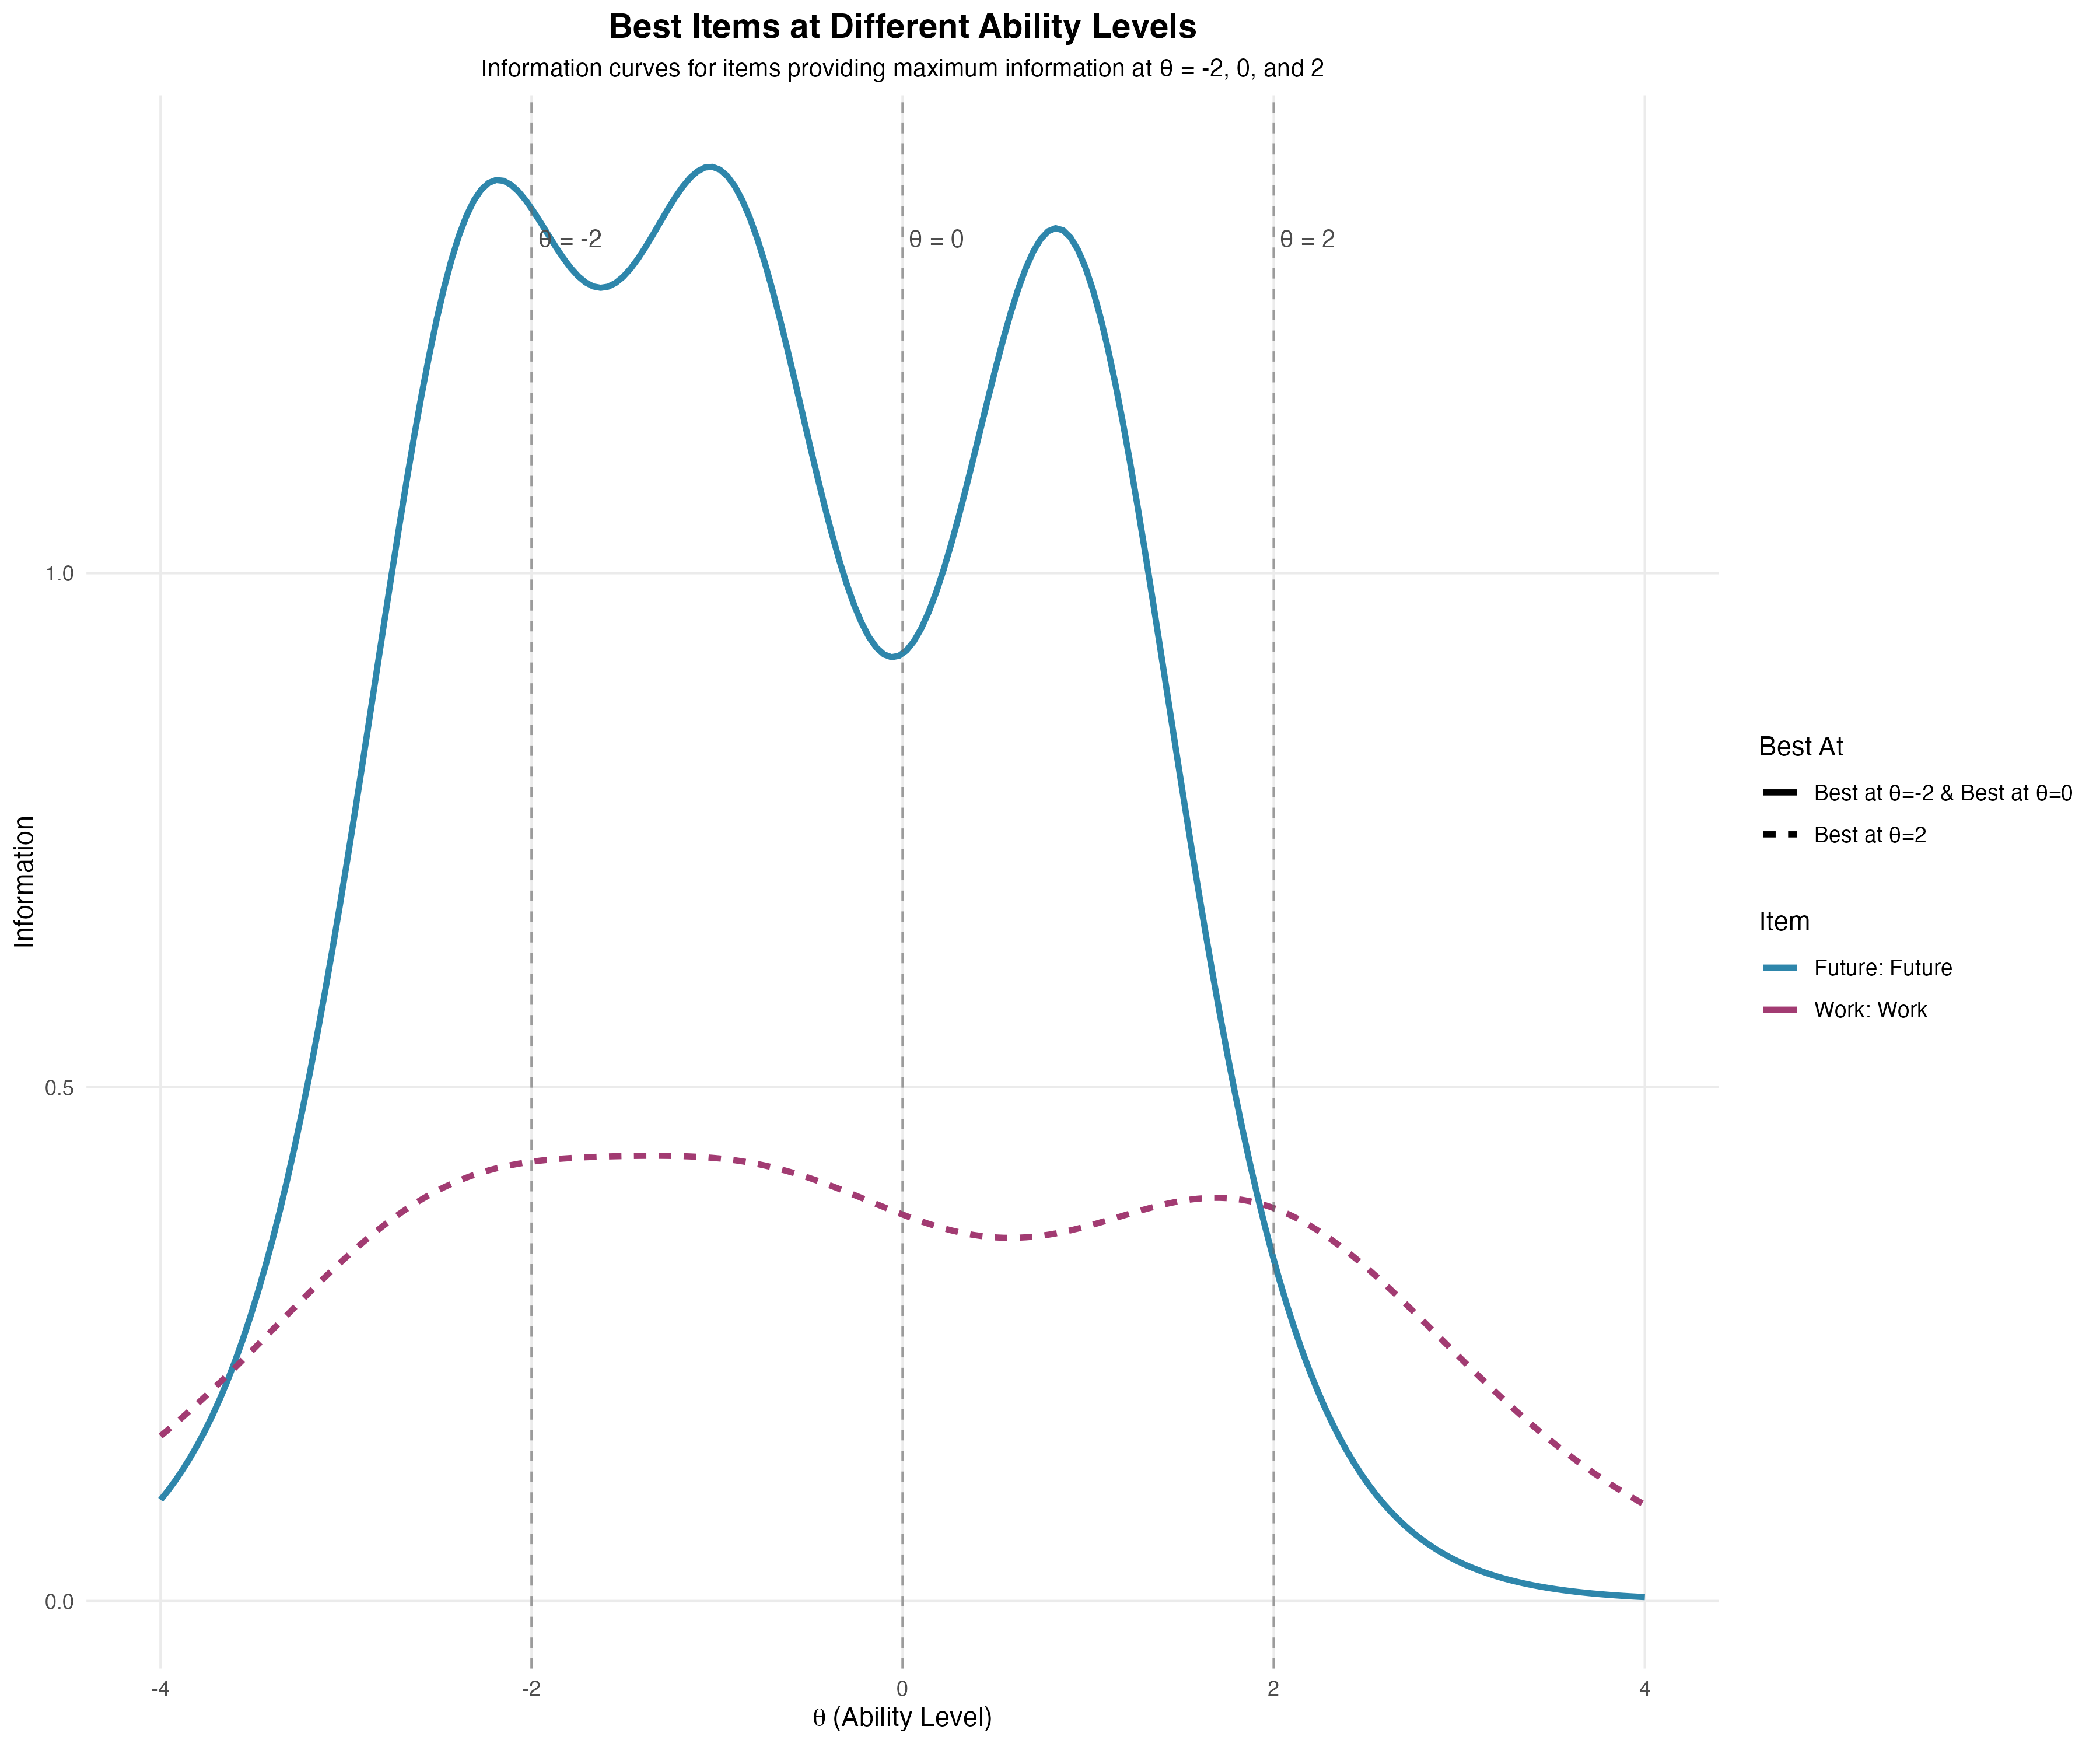 Best Items at Different Ability Levels
Information curves for items providing maximum information at θ = -2, 0, and 2
θ = -2
θ = 0
θ = 2
1.0
0.5
0.0
Information
-4
-2
0
2
4
θ (Ability Level)
Best At
Best at θ=-2 & Best at θ=0
Best at θ=2
Item
Future: Future
Work: Work